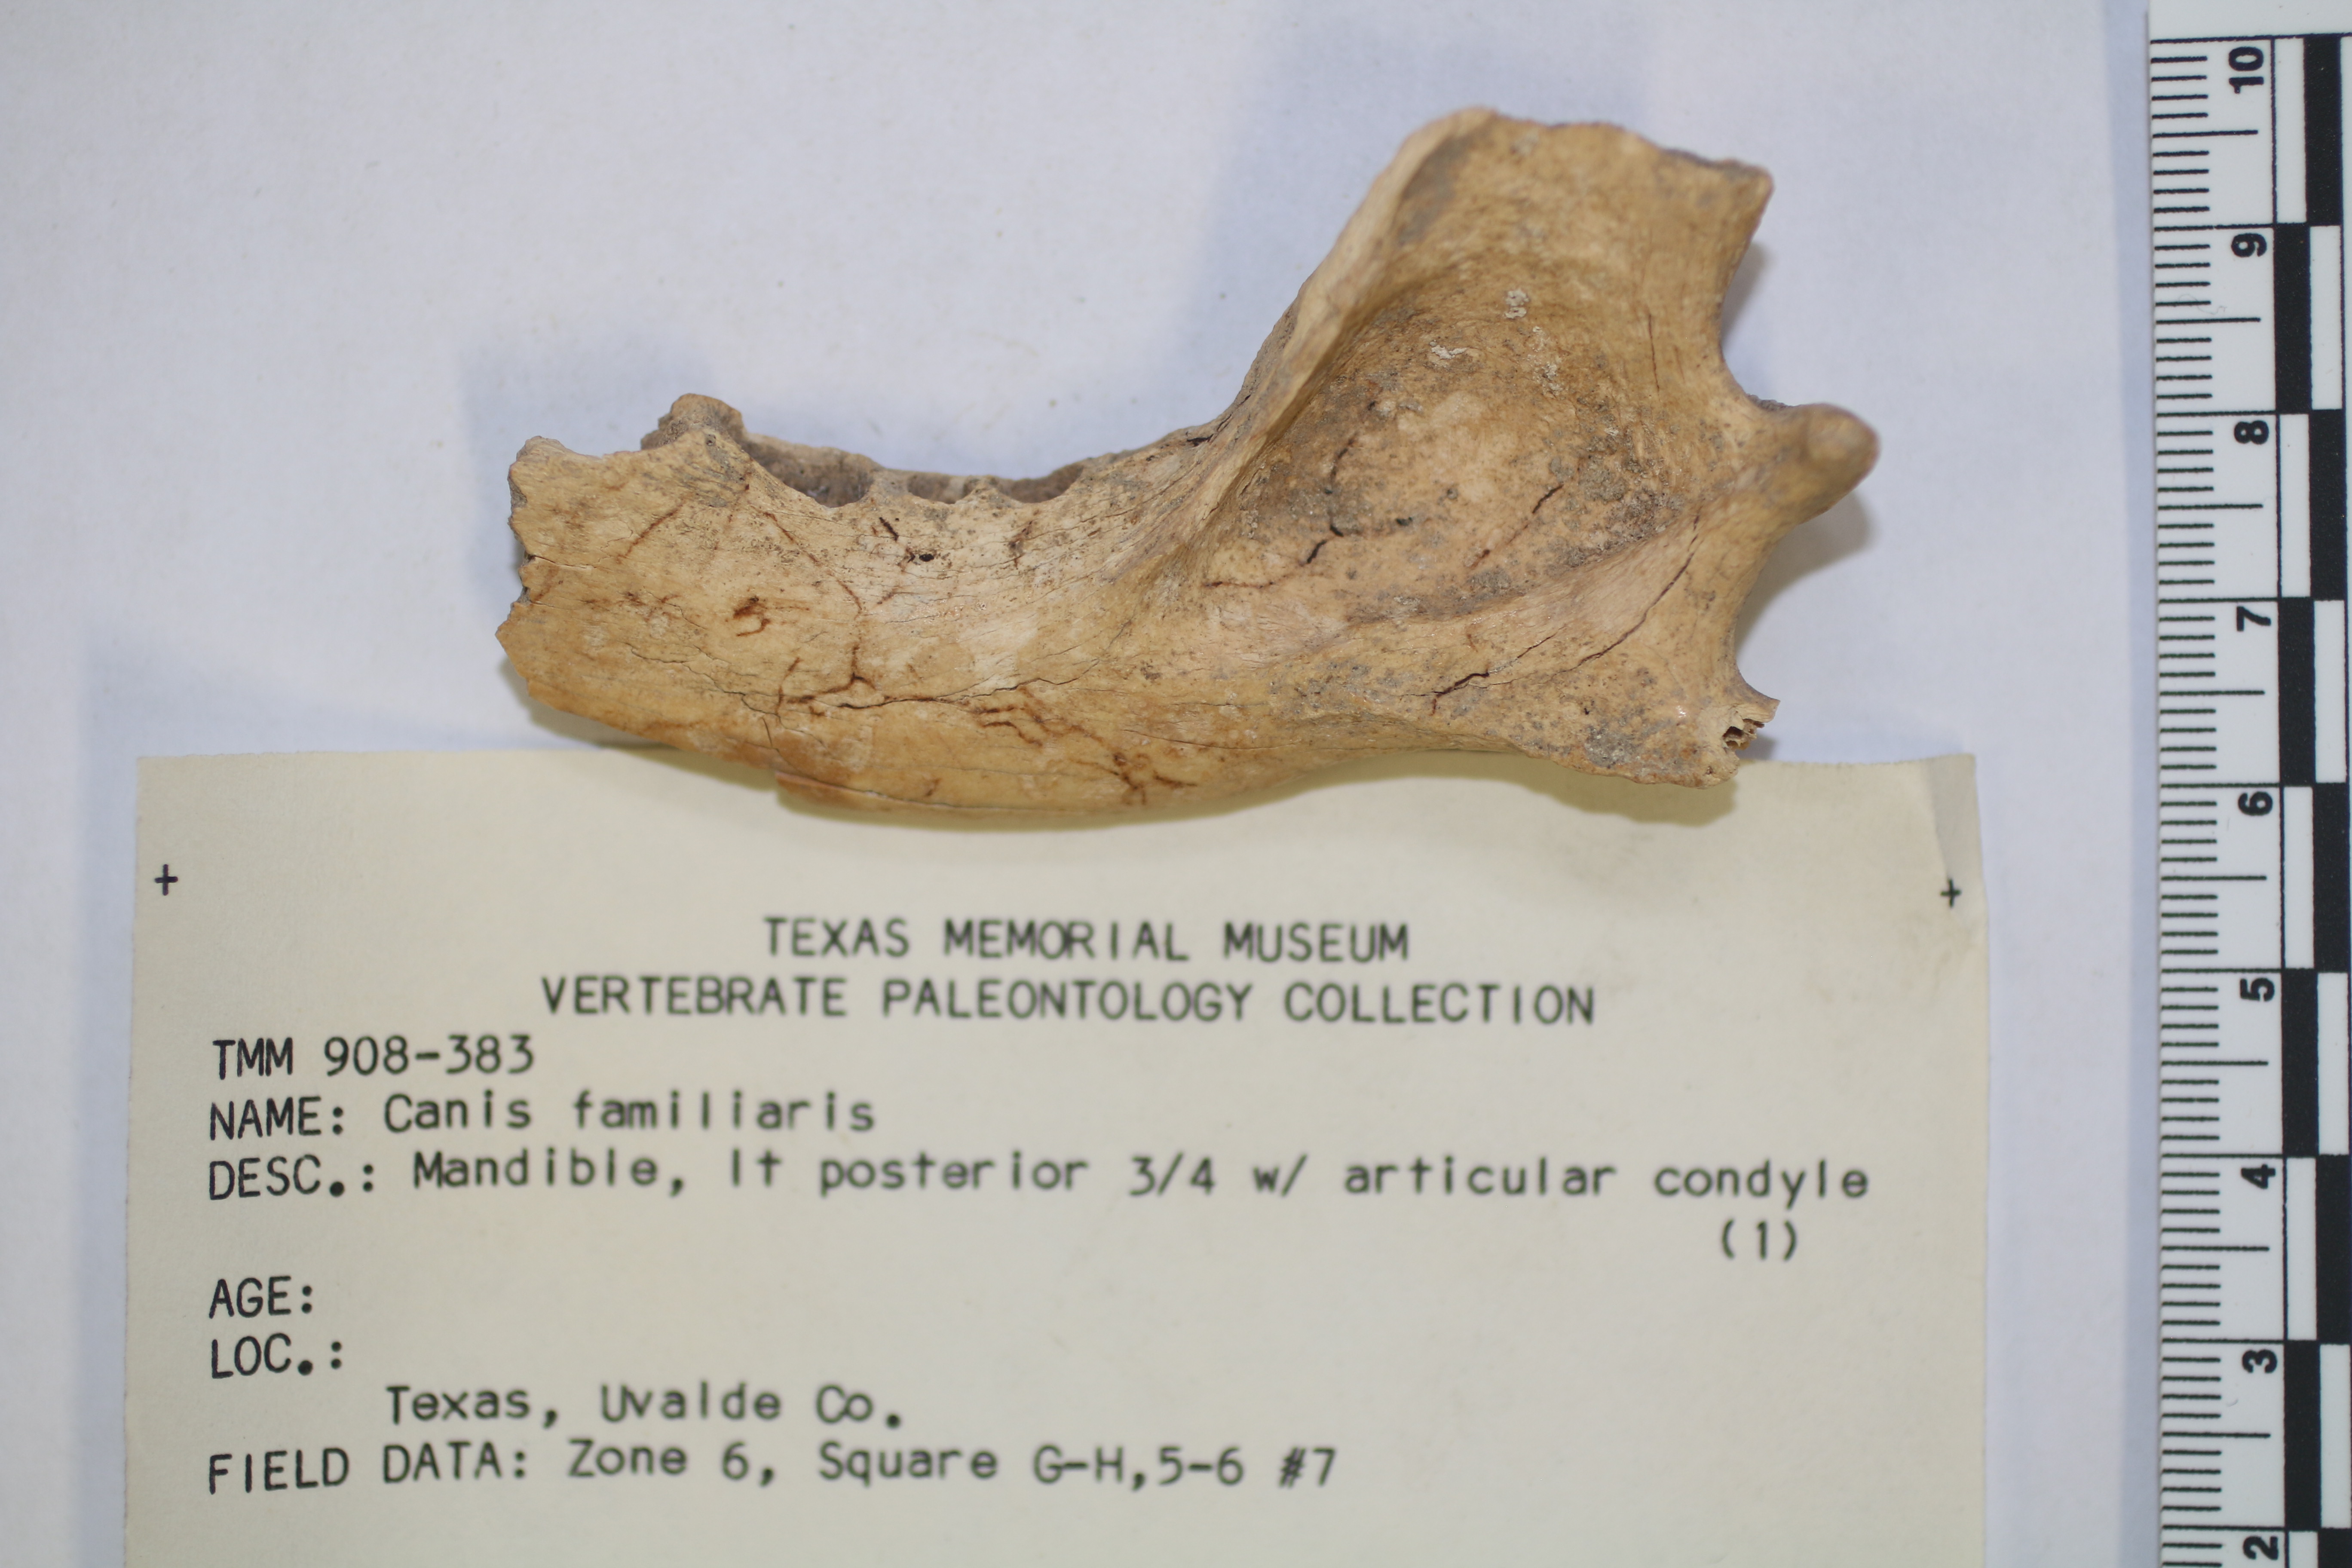 TEXAS MEMORIAL MUSEUM
VERTEBRATE PALEONTOLOGY COLLECTION
TMM 908-383
NAME: Canis familiaris
DESC.: Mandible, lt posterior 3/4 w/ articular condyle
(1)
AGE:
LOC.:
Texas, Uvalde Co.
FIELD DATA: Zone 6, Square G-H,5-6 #7
10
9
8
7
6
5
4
3
2